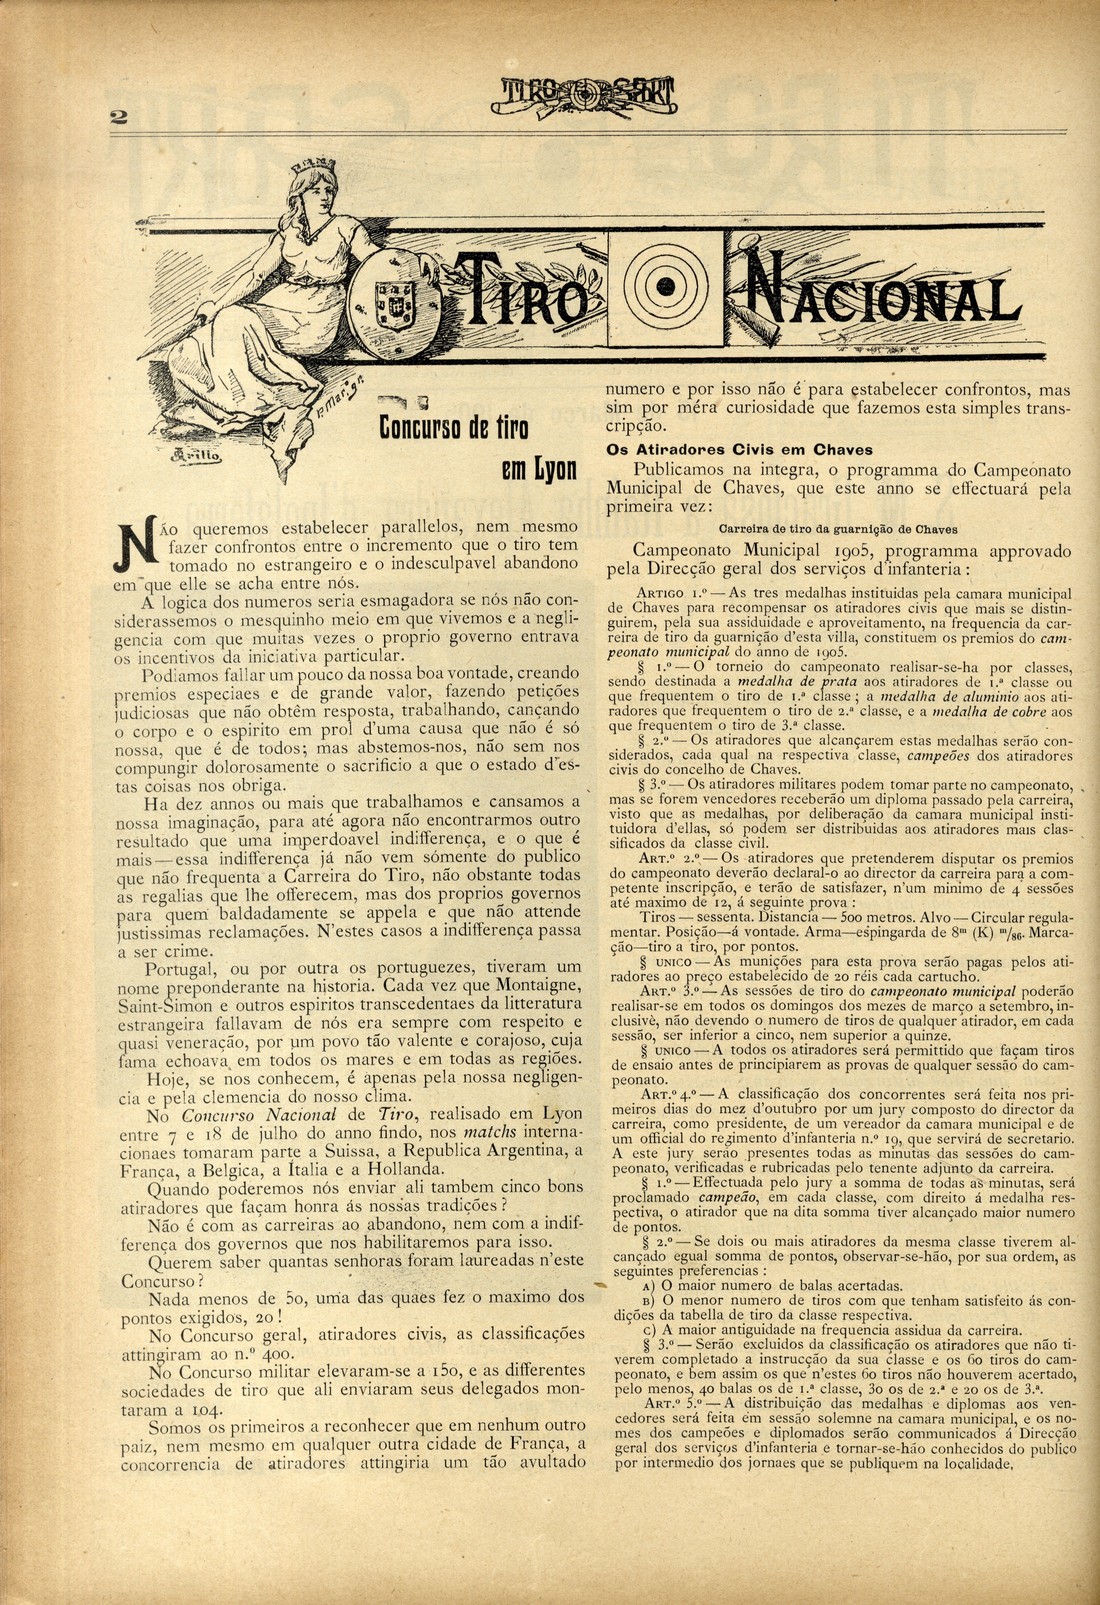 2
TIRO SPORT
TIRO NACIONAL
Concurso de tiro
em Lyon
NÃO queremos estabelecer parallelos, nem mesmo
fazer confrontos entre o incremento que o tiro tem
tomado no estrangeiro e o indesculpavel abandono
em que elle se acha entre nós.
A logica dos numeros seria esmagadora se nós não con-
siderassemos o mesquinho meio em que vivemos e a negli-
gencia com que muitas vezes o proprio governo entrava
os incentivos da iniciativa particular.
Podiamos fallar um pouco da nossa boa vontade, creando
premios especiaes e de grande valor, fazendo petições
judiciosas que não obtêm resposta, trabalhando, cançando
o corpo e o espirito em prol d'uma causa que não é só
nossa, que é de todos; mas abstemos-nos, não sem nos
compungir dolorosamente o sacrificio a que o estado d'es-
tas coisas nos obriga.
Ha dez annos ou mais que trabalhamos e cansamos a
nossa imaginação, para até agora não encontrarmos outro
resultado que uma imperdoavel indifferença, e o que é
mais—essa indifferença já não vem sómente do publico
que não frequenta a Carreira do Tiro, não obstante todas
as regalias que lhe offerecem, mas dos proprios governos
para quem baldadamente se appela e que não attende
justissimas reclamações. N'estes casos a indifferença passa
a ser crime.
Portugal, ou por outra os portuguezes, tiveram um
nome preponderante na historia. Cada vez que Montaigne,
Saint-Simon e outros espiritos transcedentaes da litteratura
estrangeira fallavam de nós era sempre com respeito e
quasi veneração, por um povo tão valente e corajoso, cuja
fama echoava em todos os mares e em todas as regiões.
Hoje, se nos conhecem, é apenas pela nossa negligen-
cia e pela clemencia do nosso clima.
No Concurso Nacional de Tiro, realisado em Lyon
entre 7 e 18 de julho do anno findo, nos matchs interna-
cionaes tomaram parte a Suissa, a Republica Argentina, a
França, a Belgica, a Italia e a Hollanda.
Quando poderemos nós enviar ali tambem cinco bons
atiradores que façam honra ás nossas tradições?
Não é com as carreiras ao abandono, nem com a indif-
ferença dos governos que nos habilitaremos para isso.
Querem saber quantas senhoras foram laureadas n'este
Concurso?
Nada menos de 50, uma das quaes fez o maximo dos
pontos exigidos, 20!
No Concurso geral, atiradores civis, as classificações
attingiram ao n.º 400.
No Concurso militar elevaram-se a 150, e as differentes
sociedades de tiro que ali enviaram seus delegados mon-
taram a 104.
Somos os primeiros a reconhecer que em nenhum outro
paiz, nem mesmo em qualquer outra cidade de França, a
concorrencia de atiradores attingiria um tão avultado
numero e por isso não é para estabelecer confrontos, mas
sim por méra curiosidade que fazemos esta simples trans-
cripção.
Os Atiradores Civis em Chaves
Publicamos na integra, o programma do Campeonato
Municipal de Chaves, que este anno se effectuará pela
primeira vez:
Carreira de tiro da guarnição de Chaves
Campeonato Municipal 1905, programma approvado
pela Direcção geral dos serviços d'infanteria:
ARTIGO 1.º—As tres medalhas instituidas pela camara municipal
de Chaves para recompensar os atiradores civis que mais se distin-
guirem, pela sua assiduidade e aproveitamento, na frequencia da car-
reira de tiro da guarnição d'esta villa, constituem os premios do cam-
peonato municipal do anno de 1905.
§ 1.º—O torneio do campeonato realisar-se-ha por classes,
sendo destinada a medalha de prata aos atiradores de 1.ª classe ou
que frequentem o tiro de 1.ª classe; a medalha de aluminio aos ati-
radores que frequentem o tiro de 2.ª classe, e a medalha de cobre aos
que frequentem o tiro de 3.ª classe.
§ 2.º—Os atiradores que alcançarem estas medalhas serão con-
siderados, cada qual na respectiva classe, campeões dos atiradores
civis do concelho de Chaves.
§ 3.º—Os atiradores militares podem tomar parte no campeonato,
mas se forem vencedores receberão um diploma passado pela carreira,
visto que as medalhas, por deliberação da camara municipal insti-
tuidora d'ellas, só podem ser distribuidas aos atiradores mais clas-
sificados da classe civil.
ART.º 2.º—Os atiradores que pretenderem disputar os premios
do campeonato deverão declaral-o ao director da carreira para a com-
petente inscripção, e terão de satisfazer, n'um minimo de 4 sessões
até maximo de 12, á seguinte prova:
Tiros—sessenta. Distancia—500 metros. Alvo—Circular regula-
mentar. Posição—á vontade. Arma—espingarda de 8ᵐ (K) ᵐ/86. Marca-
ção—tiro a tiro, por pontos.
§ UNICO—As munições para esta prova serão pagas pelos ati-
radores ao preço estabelecido de 20 réis cada cartucho.
ART.º 3.º—As sessões de tiro do campeonato municipal poderão
realisar-se em todos os domingos dos mezes de março a setembro, in-
clusivè, não devendo o numero de tiros de qualquer atirador, em cada
sessão, ser inferior a cinco, nem superior a quinze.
§ UNICO—A todos os atiradores será permittido que façam tiros
de ensaio antes de principiarem as provas de qualquer sessão do cam-
peonato.
ART.º 4.º—A classificação dos concorrentes será feita nos pri-
meiros dias do mez d'outubro por um jury composto do director da
carreira, como presidente, de um vereador da camara municipal e de
um official do regimento d'infanteria n.º 19, que servirá de secretario.
A este jury serão presentes todas as minutas das sessões do cam-
peonato, verificadas e rubricadas pelo tenente adjunto da carreira.
§ 1.º—Effectuada pelo jury a somma de todas as minutas, será
proclamado campeão, em cada classe, com direito á medalha res-
pectiva, o atirador que na dita somma tiver alcançado maior numero
de pontos.
§ 2.º—Se dois ou mais atiradores da mesma classe tiverem al-
cançado egual somma de pontos, observar-se-hão, por sua ordem, as
seguintes preferencias:
A) O maior numero de balas acertadas.
B) O menor numero de tiros com que tenham satisfeito ás con-
dições da tabella de tiro da classe respectiva.
C) A maior antiguidade na frequencia assidua da carreira.
§ 3.º—Serão excluidos da classificação os atiradores que não ti-
verem completado a instrucção da sua classe e os 60 tiros do cam-
peonato, e bem assim os que n'estes 60 tiros não houverem acertado,
pelo menos, 40 balas os de 1.ª classe, 30 os de 2.ª e 20 os de 3.ª.
ART.º 5.º—A distribuição das medalhas e diplomas aos ven-
cedores será feita em sessão solemne na camara municipal, e os no-
mes dos campeões e diplomados serão communicados á Direcção
geral dos serviços d'infanteria e tornar-se-hão conhecidos do publico
por intermedio dos jornaes que se publiquem na localidade.